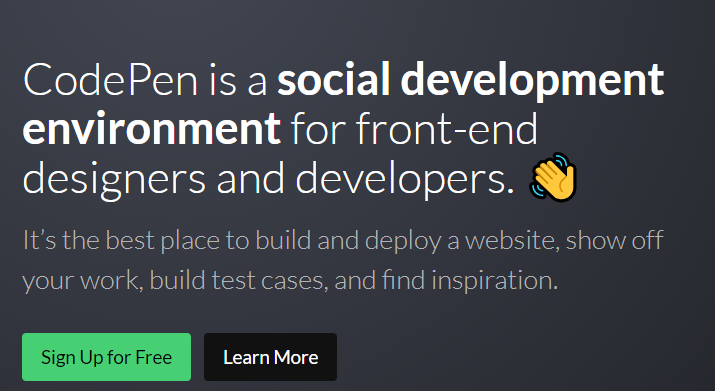 CodePen is a social development
environment for front-end
designers and developers. 👋
It’s the best place to build and deploy a website, show off
your work, build test cases, and find inspiration.
Sign Up for Free
Learn More